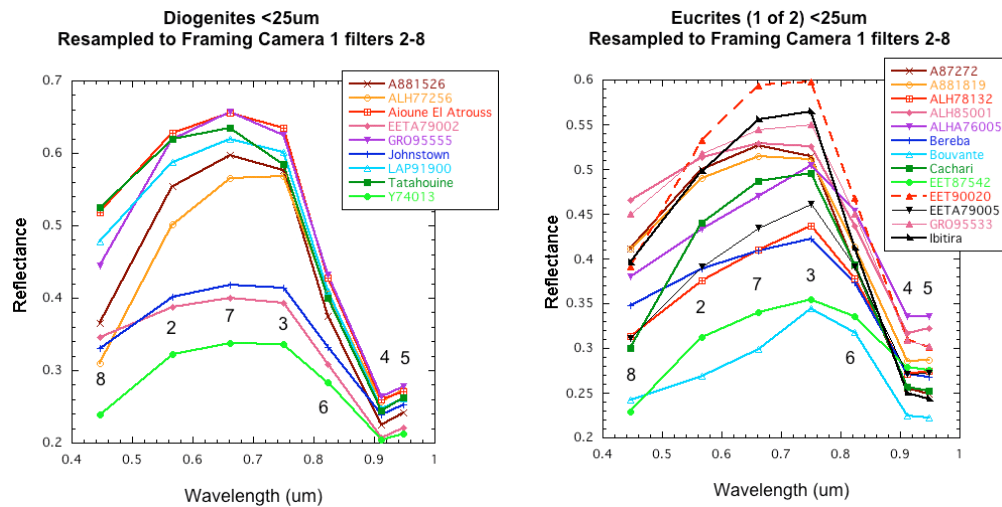 Diogenites <25um
Resampled to Framing Camera 1 filters 2-8
0.7
0.6
0.5
0.4
0.3
0.2
Reflectance
0.4
0.5
0.6
0.7
0.8
0.9
1
Wavelength (um)
A881526
ALH77256
Aioune El Atrouss
EETA79002
GRO95555
Johnstown
LAP91900
Tatahouine
Y74013
8
2
7
3
6
4
5
Eucrites (1 of 2) <25um
Resampled to Framing Camera 1 filters 2-8
0.6
0.55
0.5
0.45
0.4
0.35
0.3
0.25
0.2
Reflectance
0.4
0.5
0.6
0.7
0.8
0.9
1
Wavelength (um)
A87272
A881819
ALH78132
ALH85001
ALHA76005
Bereba
Bouvante
Cachari
EET87542
EET90020
EETA79005
GRO95533
Ibitira
8
2
7
3
6
4
5